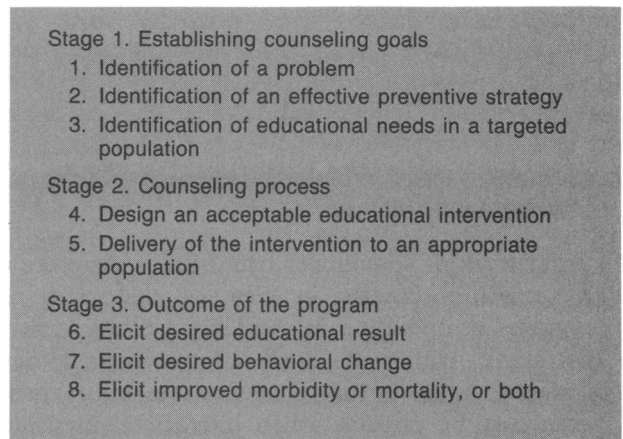 Stage 1. Establishing counseling goals
1. Identification of a problem
2. Identification of an effective preventive strategy
3. Identification of educational needs in a targeted
population
Stage 2. Counseling process
4. Design an acceptable educational intervention
5. Delivery of the intervention to an appropriate
population
Stage 3. Outcome of the program
6. Elicit desired educational result
7. Elicit desired behavioral change
8. Elicit improved morbidity or mortality, or both